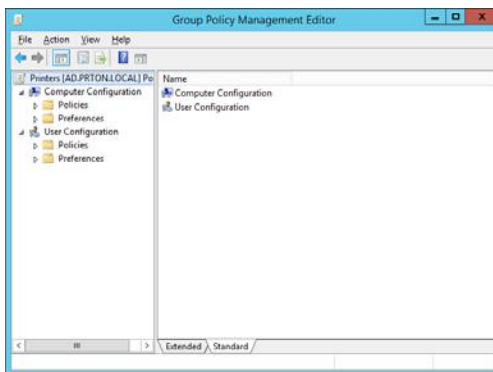 Group Policy Management Editor
File Action View Help
Printers [AD.PRTON.LOCAL] Po
Computer Configuration
Policies
Preferences
User Configuration
Policies
Preferences
Name
Computer Configuration
User Configuration
Extended Standard